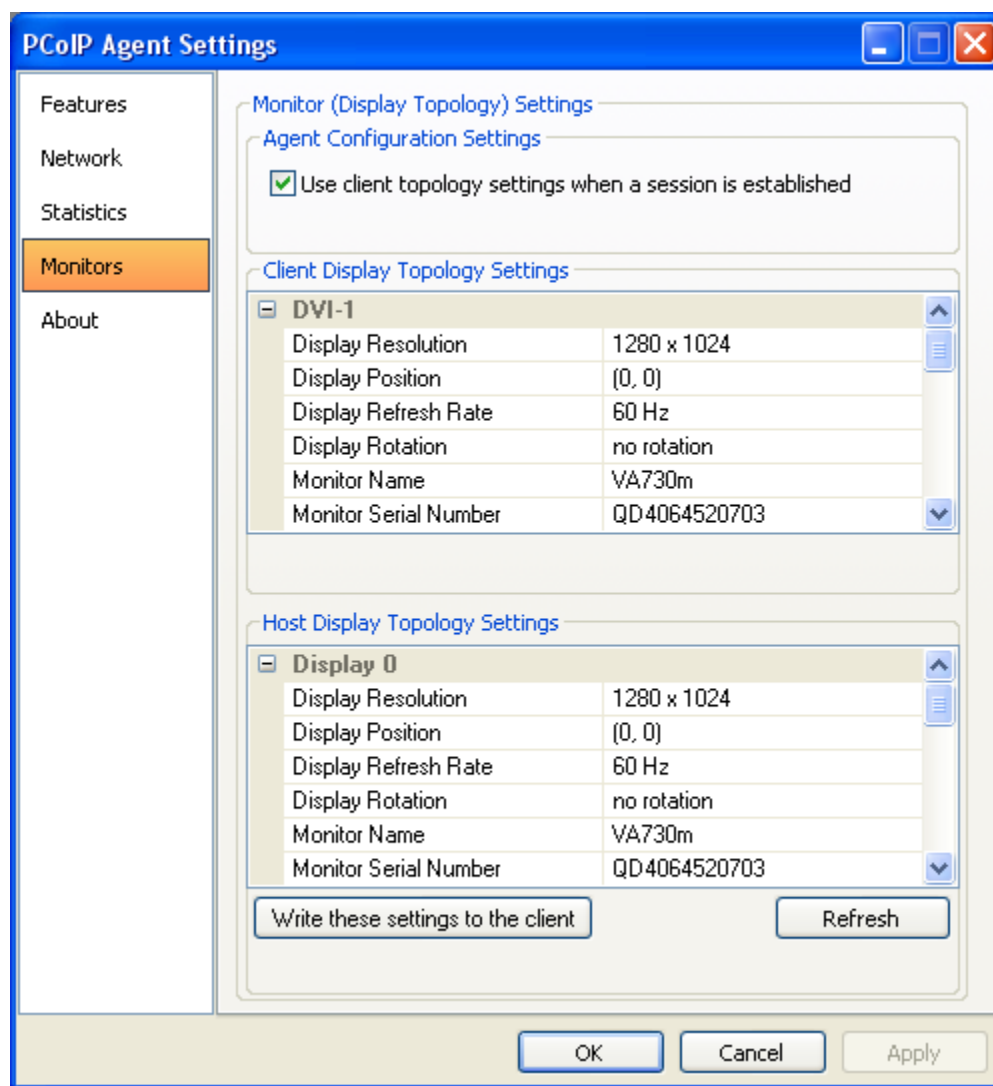 PCoIP Agent Settings
Features
Network
Statistics
Monitors
About
Monitor (Display Topology) Settings
Agent Configuration Settings
Use client topology settings when a session is established
Client Display Topology Settings
DVI-1
Display Resolution 1280 x 1024
Display Position (0, 0)
Display Refresh Rate 60 Hz
Display Rotation no rotation
Monitor Name VA730m
Monitor Serial Number QD4064520703
Host Display Topology Settings
Display 0
Display Resolution 1280 x 1024
Display Position (0, 0)
Display Refresh Rate 60 Hz
Display Rotation no rotation
Monitor Name VA730m
Monitor Serial Number QD4064520703
Write these settings to the client Refresh
OK Cancel Apply